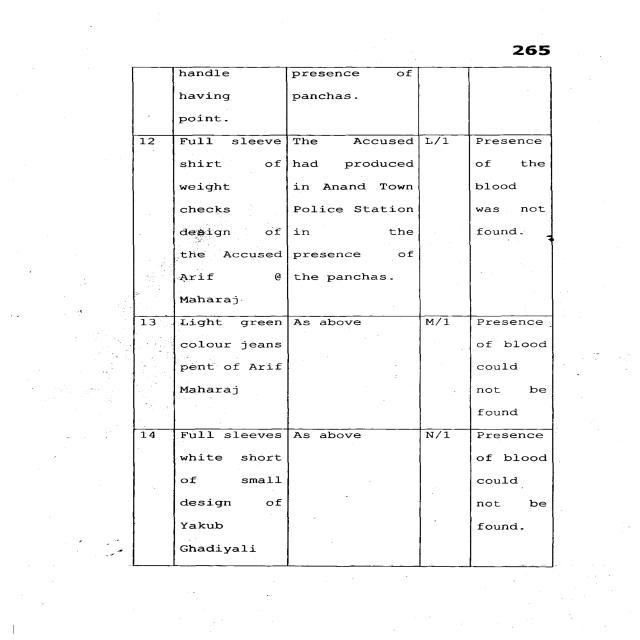 265
handle presence of
having panchas.
point.
12 Full sleeve The Accused L/1 Presence
shirt of had produced of the
weight in Anand Town blood
checks Police Station was not
design of in the found.
the Accused presence of
Arif @ the panchas.
Maharaj
13 Light green As above M/1 Presence
colour jeans of blood
pent of Arif could
Maharaj not be
found
14 Full sleeves As above N/1 Presence
white short of blood
of small could
design of not be
Yakub found.
Ghadiyali